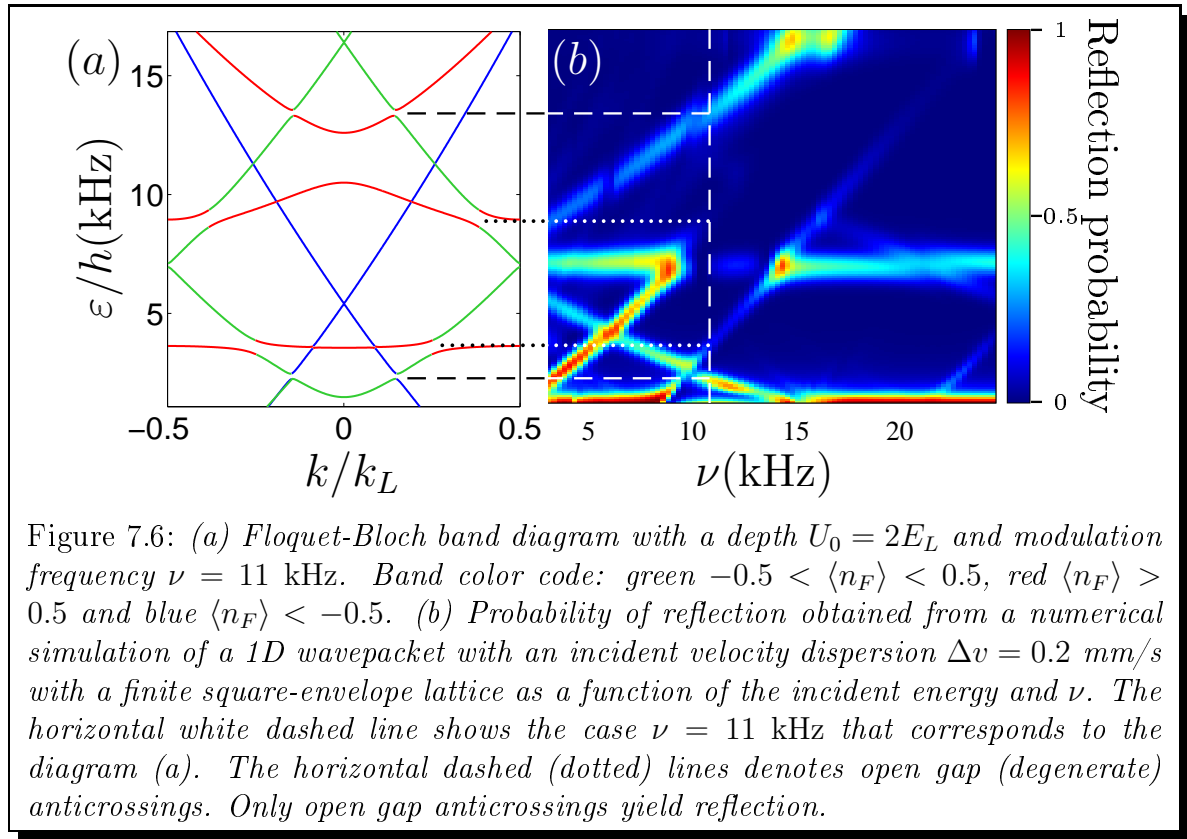 (a)
15
10
5
ε/h(kHz)
−0.5
0
0.5
k/k_L
(b)
5
10
15
20
ν(kHz)
1
0.5
0
Reflection probability
Figure 7.6: (a) Floquet-Bloch band diagram with a depth U₀ = 2E_L and modulation
frequency ν = 11 kHz. Band color code: green −0.5 < ⟨n_F⟩ < 0.5, red ⟨n_F⟩ >
0.5 and blue ⟨n_F⟩ < −0.5. (b) Probability of reflection obtained from a numerical
simulation of a 1D wavepacket with an incident velocity dispersion Δv = 0.2 mm/s
with a finite square-envelope lattice as a function of the incident energy and ν. The
horizontal white dashed line shows the case ν = 11 kHz that corresponds to the
diagram (a). The horizontal dashed (dotted) lines denotes open gap (degenerate)
anticrossings. Only open gap anticrossings yield reflection.